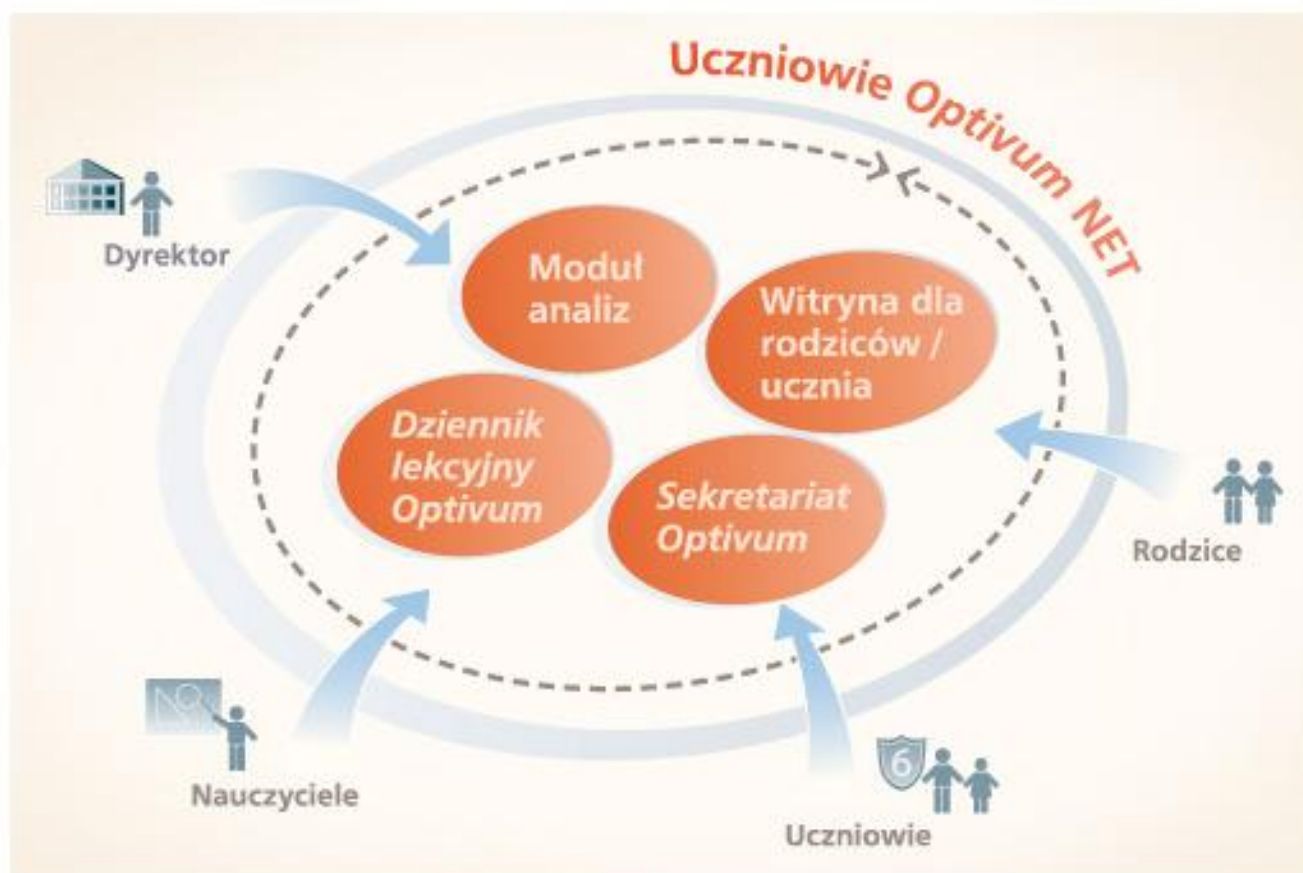 Uczniowie Optivum NET
Dyrektor
Moduł
analiz
Witryna dla
rodziców /
ucznia
Dziennik
lekcyjny
Optivum
Sekretariat
Optivum
Rodzice
Nauczyciele
6
Uczniowie